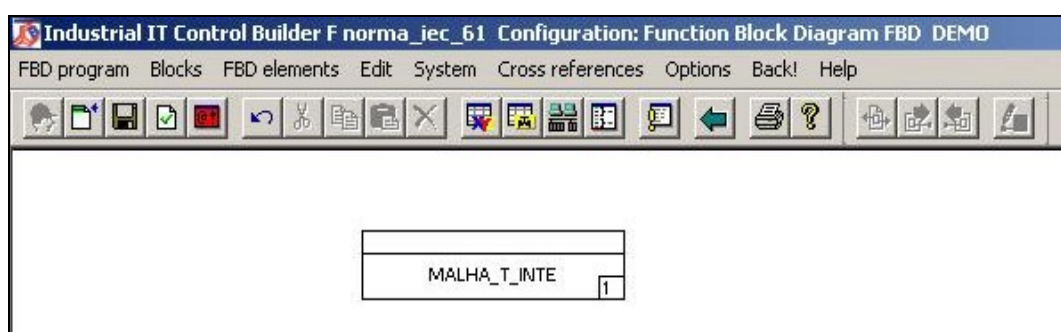 Industrial IT Control Builder F norma_iec_61 Configuration: Function Block Diagram FBD DEMO
FBD program Blocks FBD elements Edit System Cross references Options Back! Help
MALHA_T_INTE
1